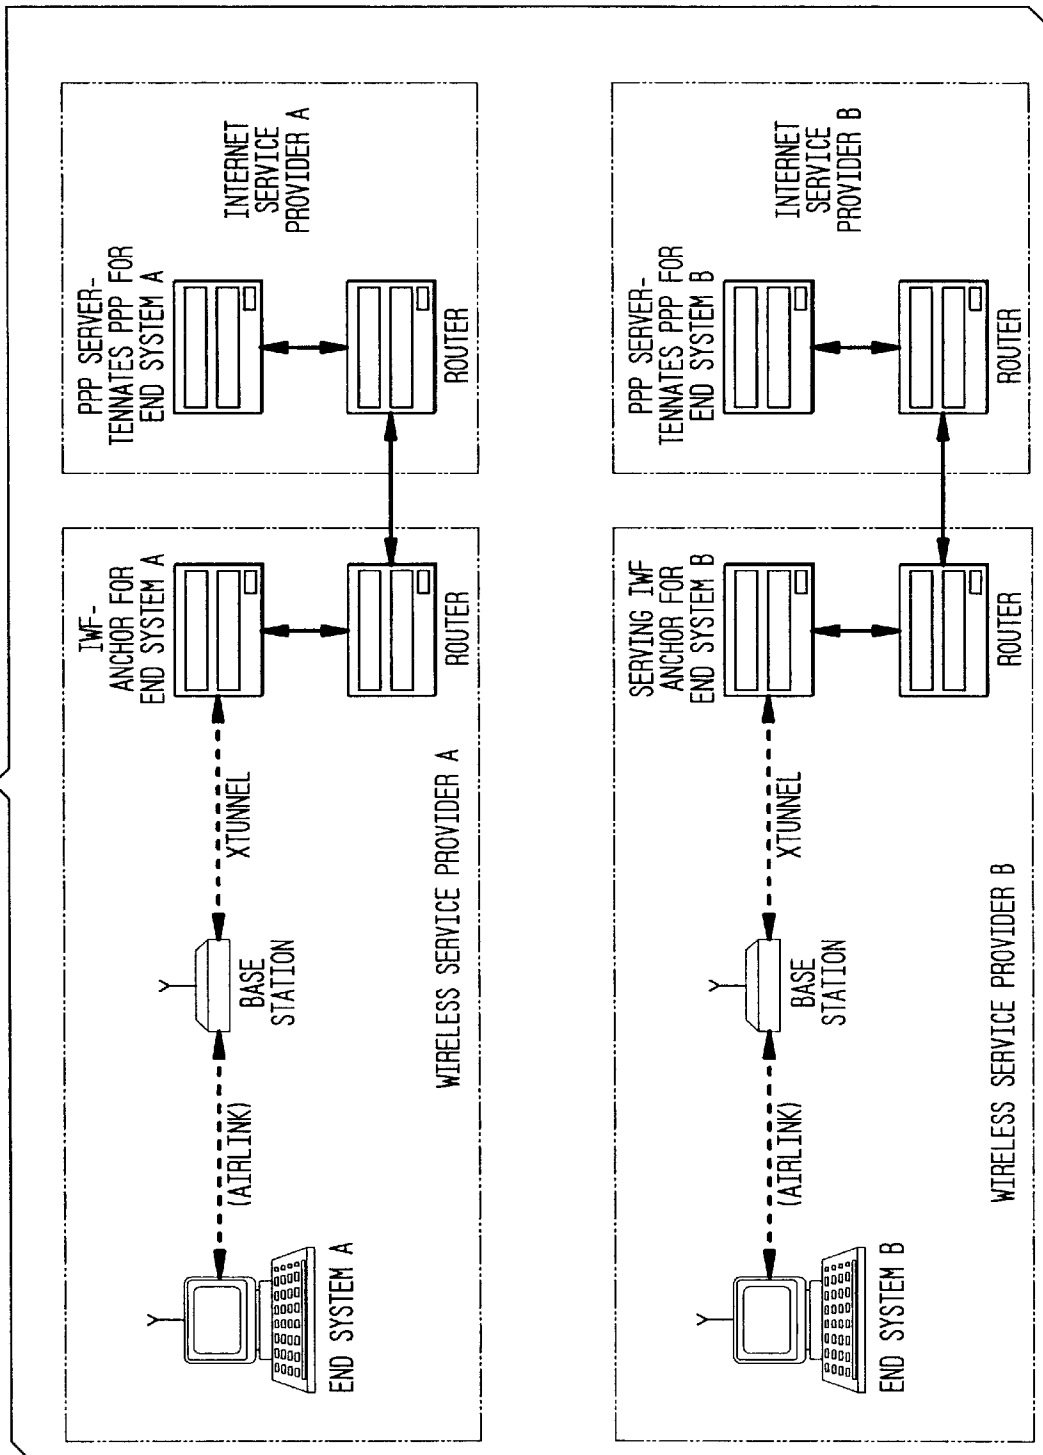 IWF-
ANCHOR FOR
END SYSTEM A
PPP SERVER-
TENNATES PPP FOR
END SYSTEM A
INTERNET
SERVICE
PROVIDER A
(AIRLINK)
XTUNNEL
BASE
STATION
END SYSTEM A
ROUTER
ROUTER
WIRELESS SERVICE PROVIDER A
SERVING IWF
ANCHOR FOR
END SYSTEM B
PPP SERVER-
TENNATES PPP FOR
END SYSTEM B
INTERNET
SERVICE
PROVIDER B
(AIRLINK)
XTUNNEL
BASE
STATION
END SYSTEM B
ROUTER
ROUTER
WIRELESS SERVICE PROVIDER B